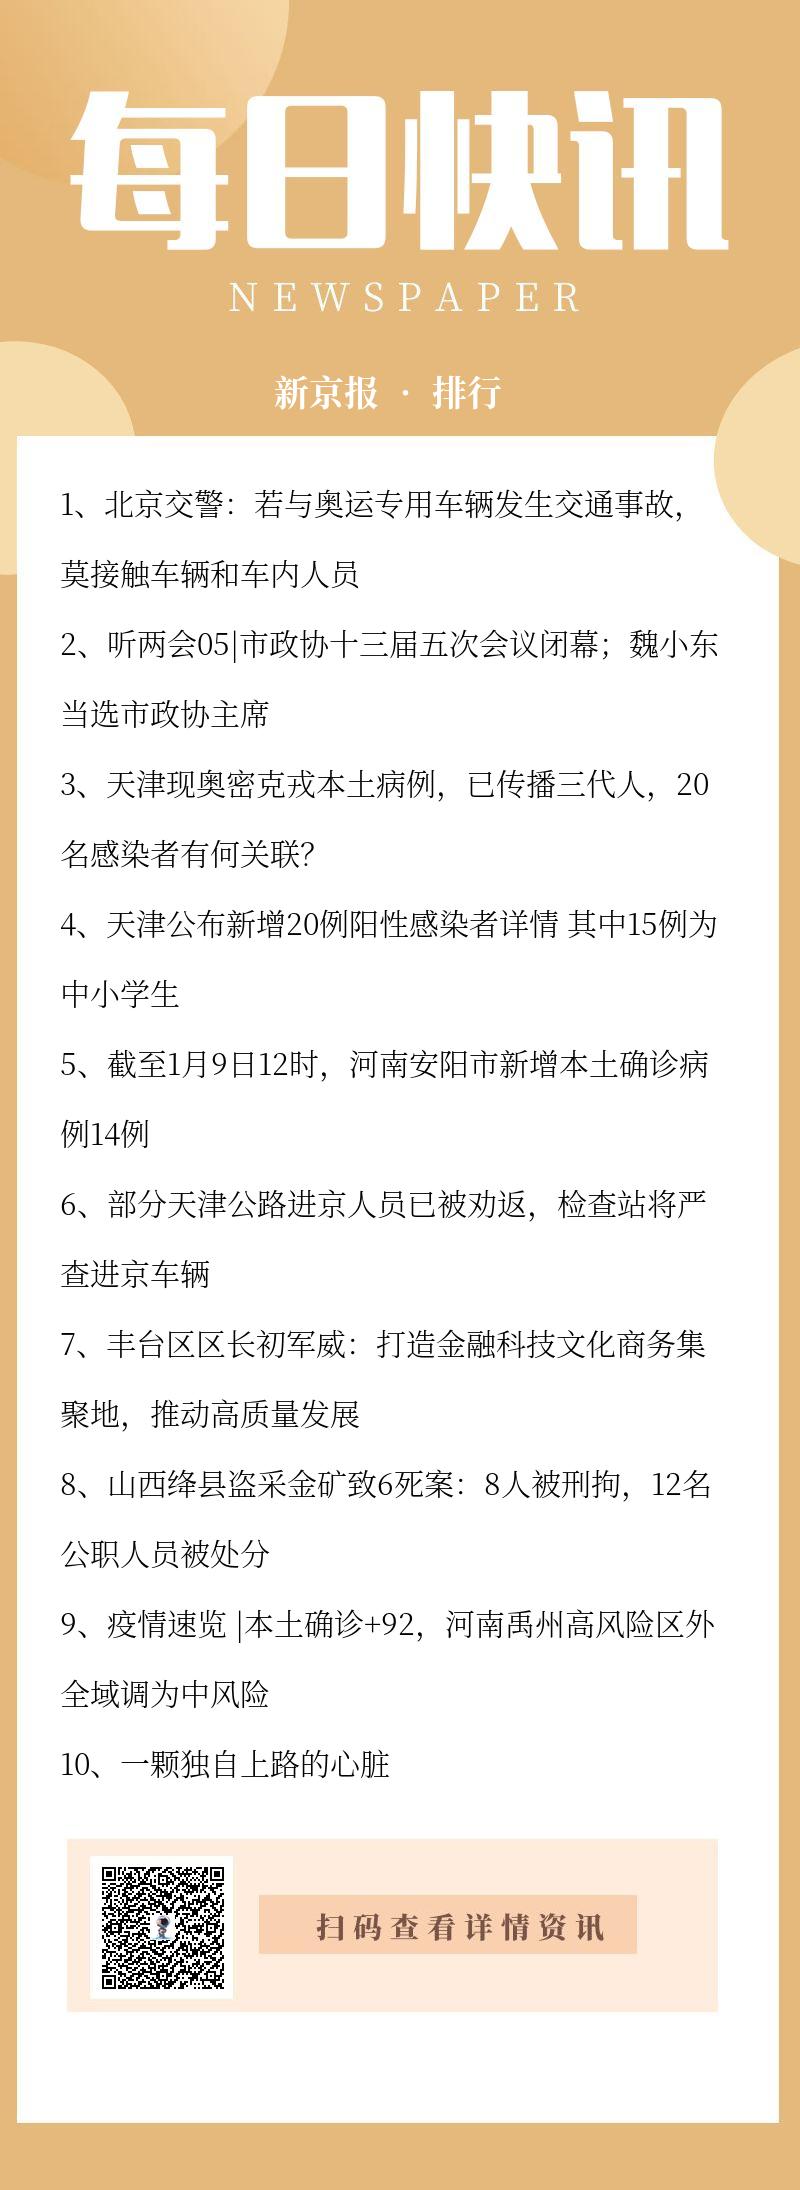 每日快讯
NEWSPAPER
新京报 · 排行
1、北京交警：若与奥运专用车辆发生交通事故，
莫接触车辆和车内人员
2、听两会05|市政协十三届五次会议闭幕；魏小东
当选市政协主席
3、天津现奥密克戎本土病例，已传播三代人，20
名感染者有何关联？
4、天津公布新增20例阳性感染者详情 其中15例为
中小学生
5、截至1月9日12时，河南安阳市新增本土确诊病
例14例
6、部分天津公路进京人员已被劝返，检查站将严
查进京车辆
7、丰台区区长初军威：打造金融科技文化商务集
聚地，推动高质量发展
8、山西绛县盗采金矿致6死案：8人被刑拘，12名
公职人员被处分
9、疫情速览 |本土确诊+92，河南禹州高风险区外
全域调为中风险
10、一颗独自上路的心脏
扫码查看详情资讯